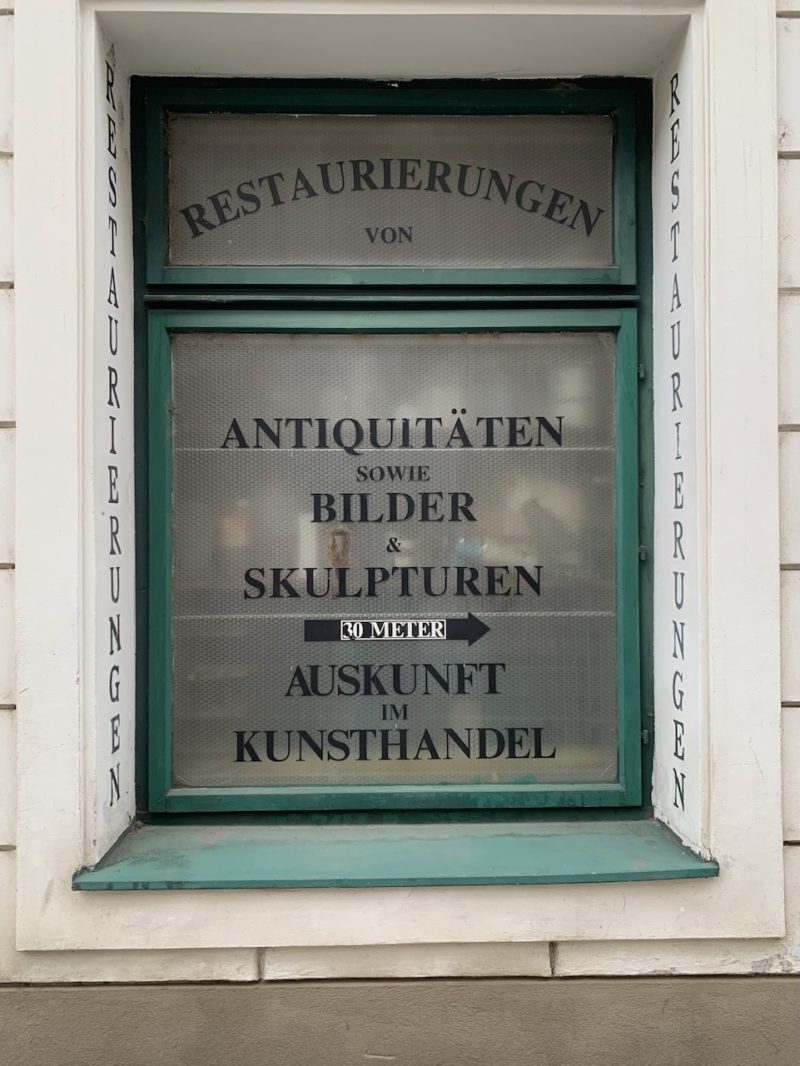 RESTAURIERUNGEN
RESTAURIERUNGEN
VON
ANTIQUITÄTEN
SOWIE
BILDER
&
SKULPTUREN
30 METER
AUSKUNFT
IM
KUNSTHANDEL
RESTAURIERUNGEN